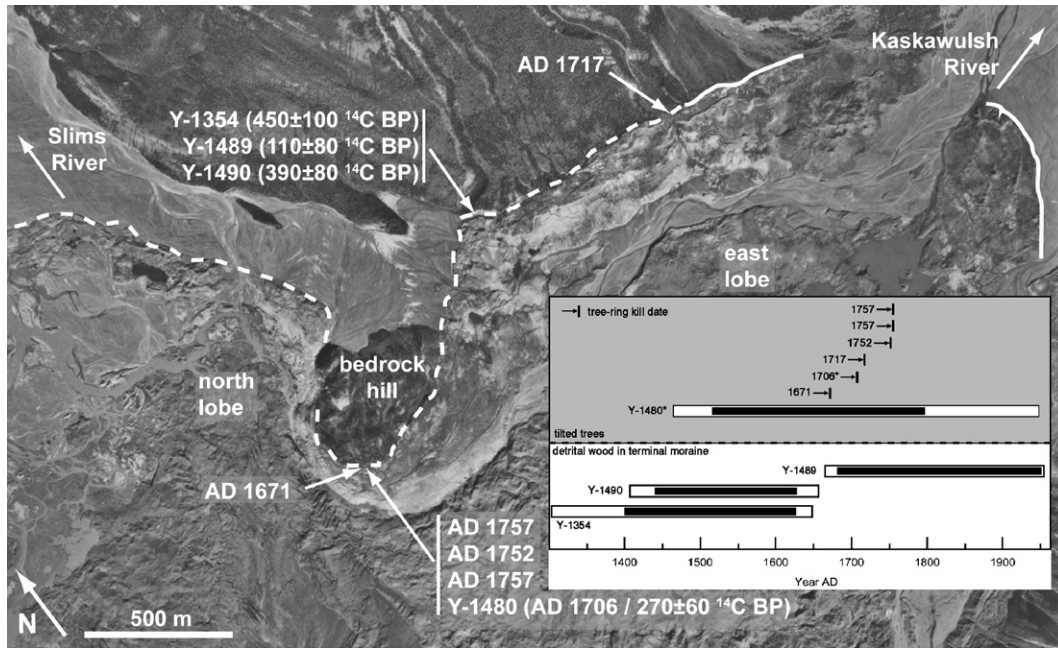 Kaskawulsh
River
AD 1717
Y-1354 (450±100 ¹⁴C BP)
Y-1489 (110±80 ¹⁴C BP)
Y-1490 (390±80 ¹⁴C BP)
Slims
River
east
lobe
bedrock
hill
north
lobe
AD 1671
AD 1757
AD 1752
AD 1757
Y-1480 (AD 1706 / 270±60 ¹⁴C BP)
N
500 m
tree-ring kill date
1757
1757
1752
1717
1706*
1671
Y-1480*
tilted trees
detrital wood in terminal moraine
Y-1489
Y-1490
Y-1354
1400 1500 1600 1700 1800 1900
Year AD